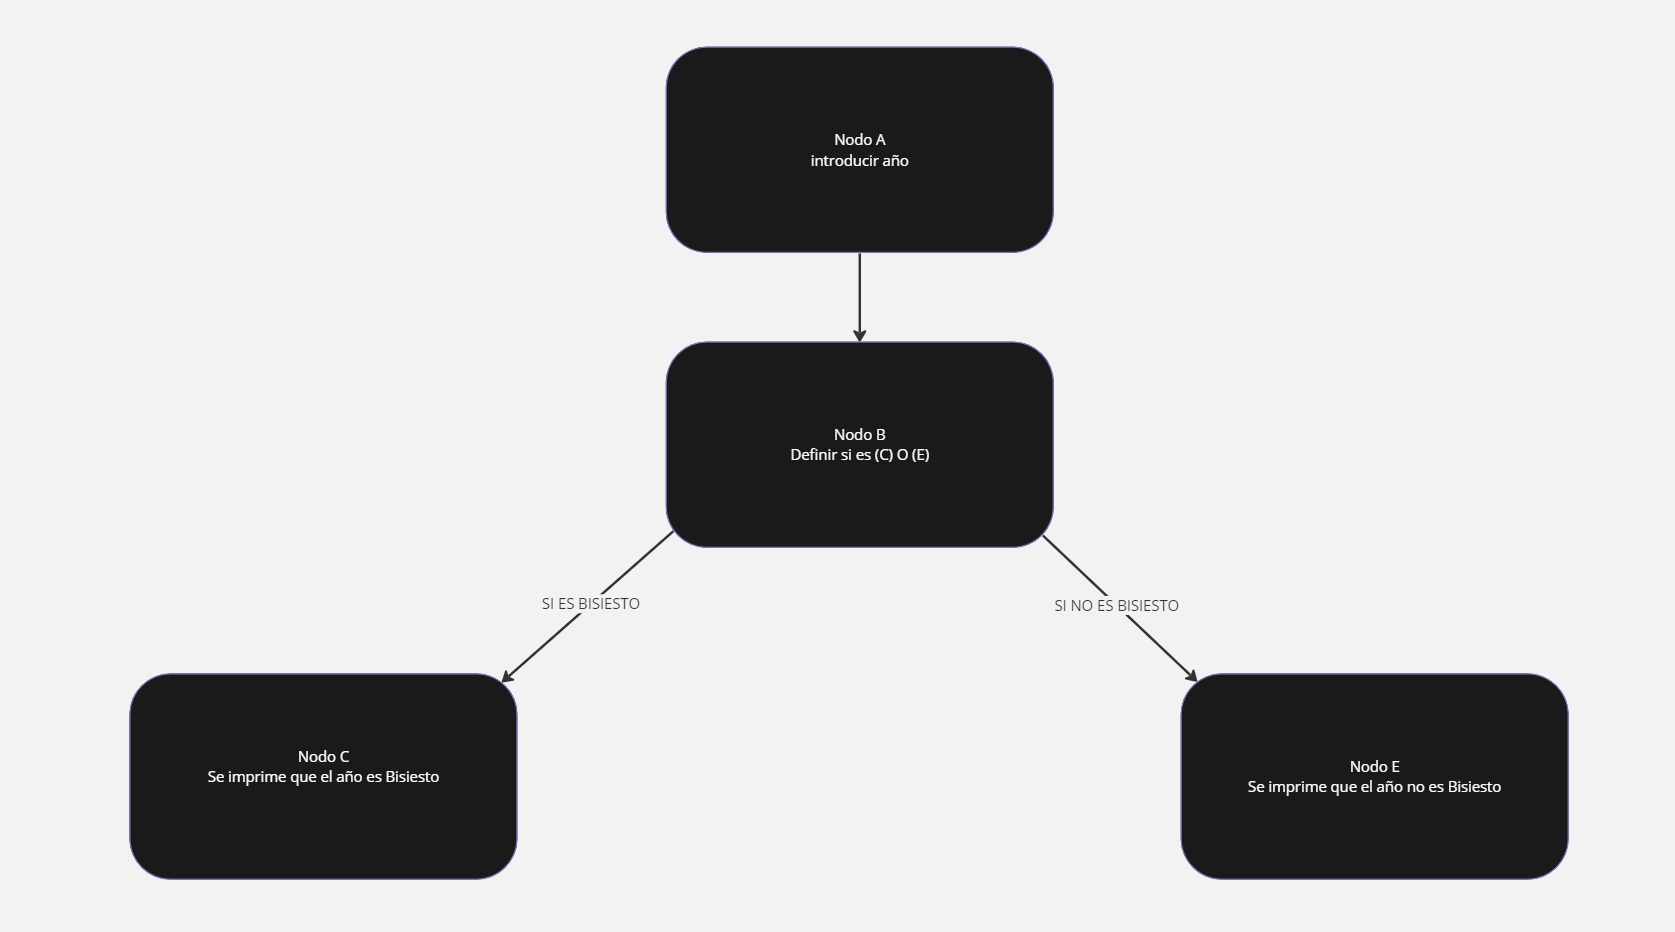 Nodo A
introducir año
Nodo B
Definir si es (C) O (E)
SI ES BISIESTO
SI NO ES BISIESTO
Nodo C
Se imprime que el año es Bisiesto
Nodo E
Se imprime que el año no es Bisiesto